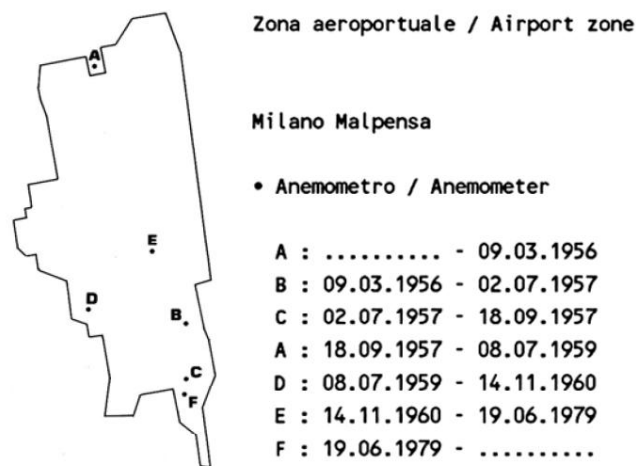 Zona aeroportuale / Airport zone
Milano Malpensa
• Anemometro / Anemometer
A : .......... - 09.03.1956
B : 09.03.1956 - 02.07.1957
C : 02.07.1957 - 18.09.1957
A : 18.09.1957 - 08.07.1959
D : 08.07.1959 - 14.11.1960
E : 14.11.1960 - 19.06.1979
F : 19.06.1979 - ..........
A
E
D
B
C
F